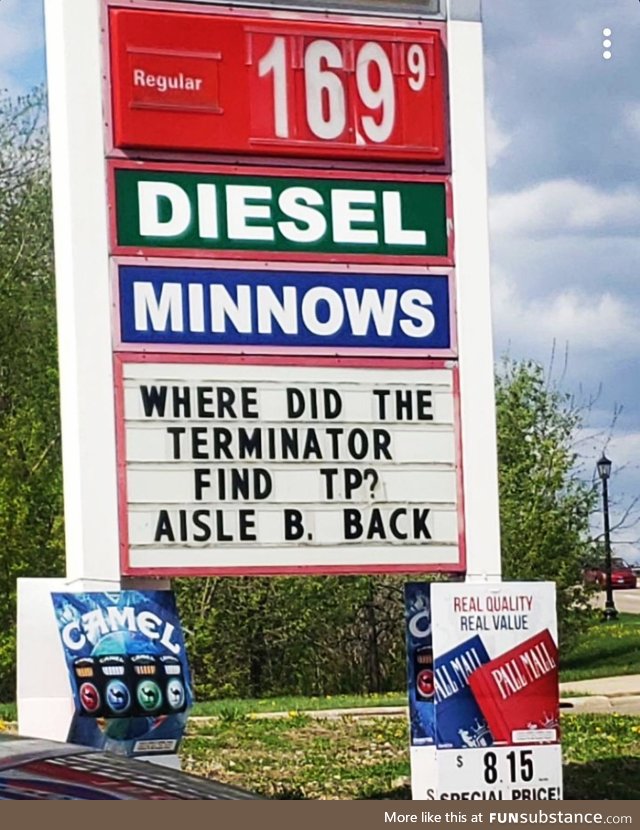 Regular 169 9
DIESEL
MINNOWS
WHERE DID THE
TERMINATOR
FIND TP?
AISLE B. BACK
CAMEL
REAL QUALITY
REAL VALUE
PALL MALL
PALL MALL
$ 8.15
SPECIAL PRICE!
More like this at FUNsubstance.com